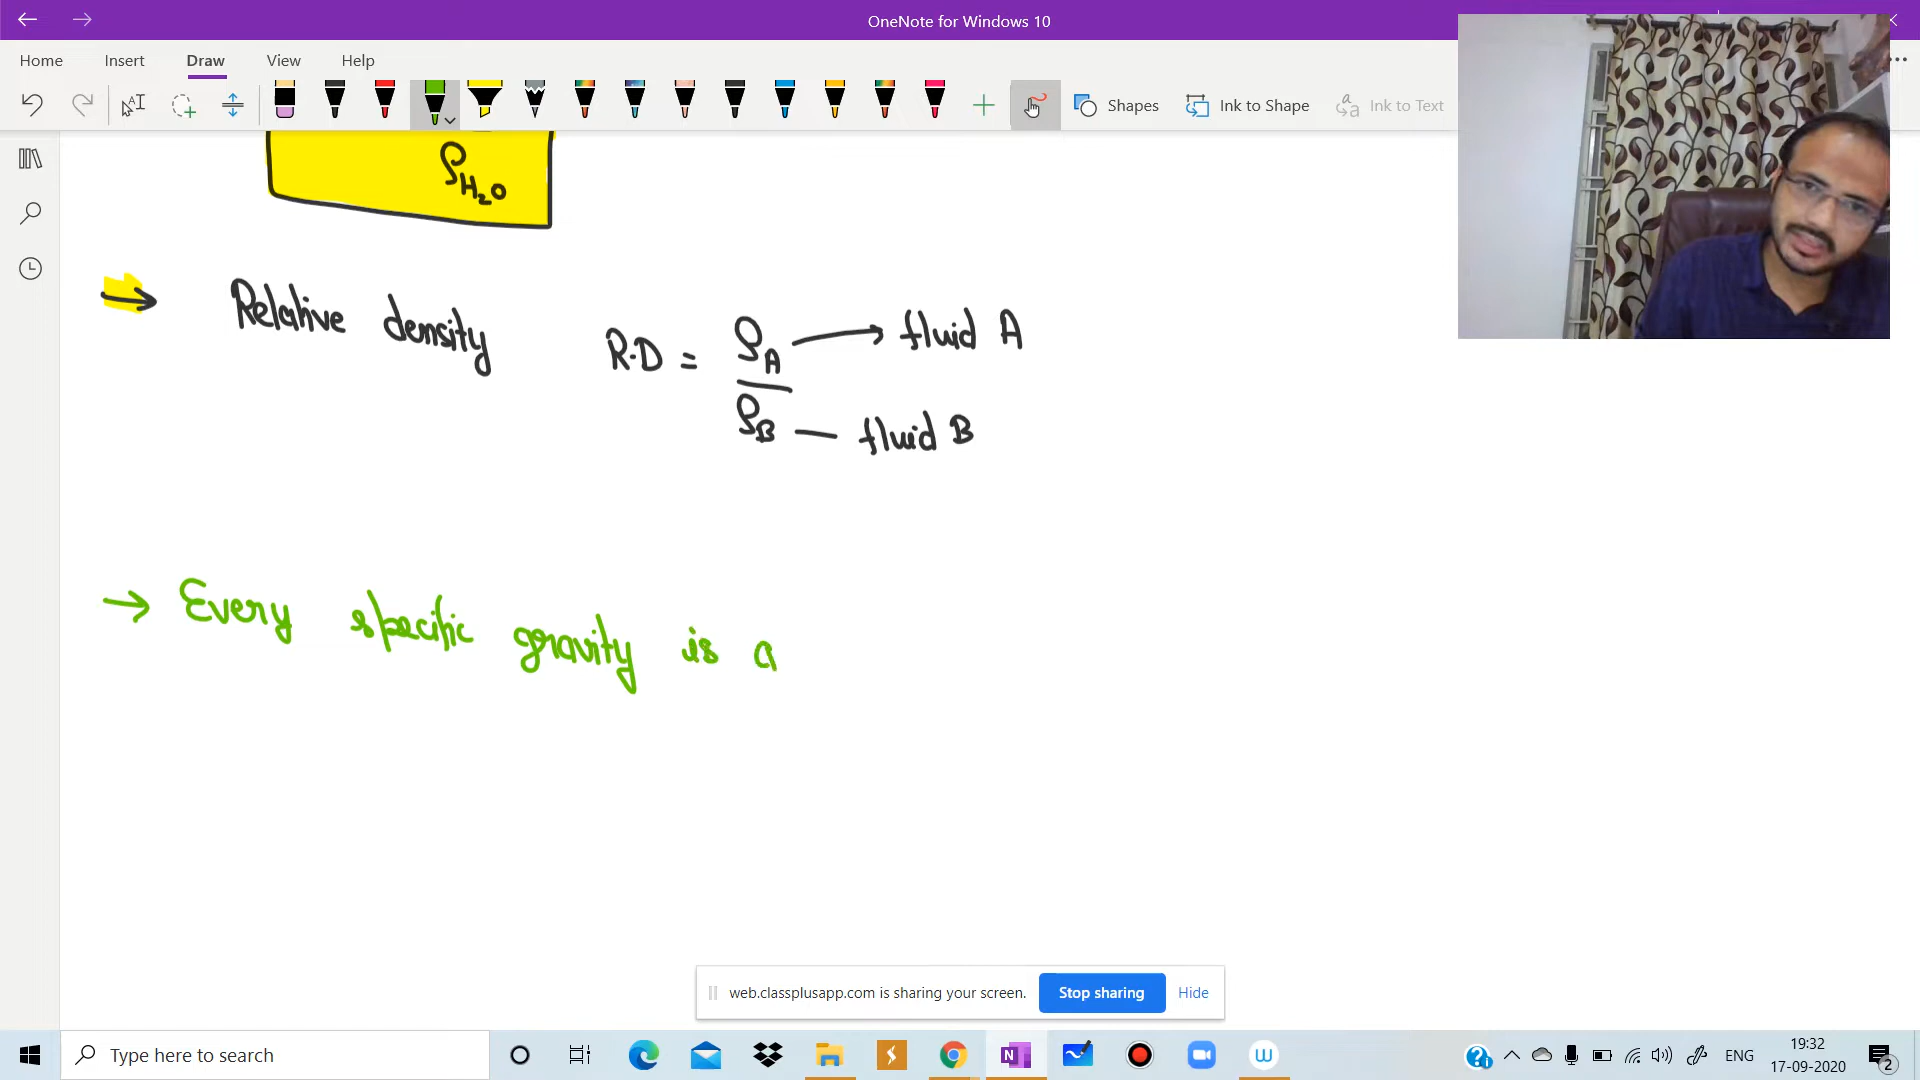 OneNote for Windows 10
Home Insert Draw View Help
Shapes Ink to Shape Ink to Text
ρH₂O
Relative density R.D = ρA → fluid A
ρB — fluid B
→ Every specific gravity is a
web.classplusapp.com is sharing your screen. Stop sharing Hide
Type here to search
ENG
19:32
17-09-2020
2